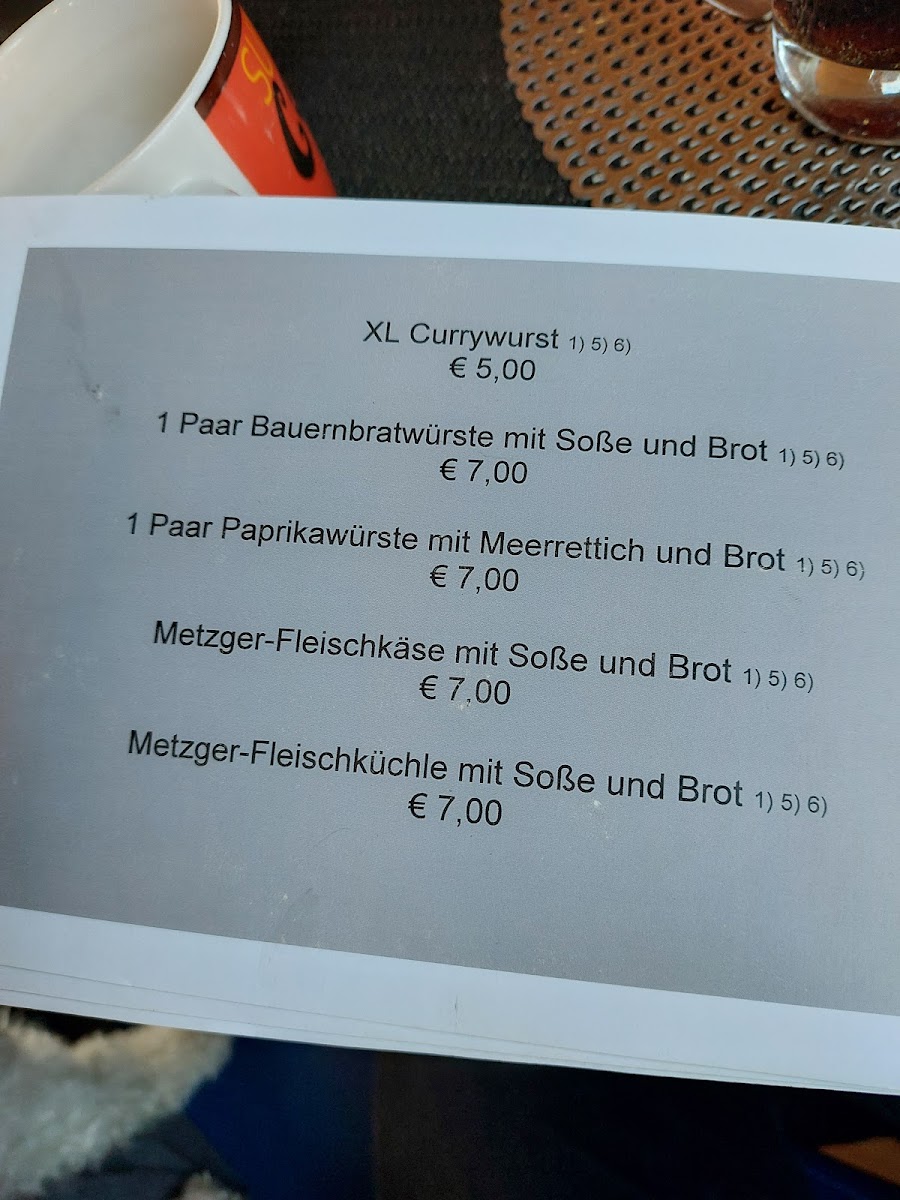 XL Currywurst 1) 5) 6)
€ 5,00
1 Paar Bauernbratwürste mit Soße und Brot 1) 5) 6)
€ 7,00
1 Paar Paprikawürste mit Meerrettich und Brot 1) 5) 6)
€ 7,00
Metzger-Fleischkäse mit Soße und Brot 1) 5) 6)
€ 7,00
Metzger-Fleischküchle mit Soße und Brot 1) 5) 6)
€ 7,00